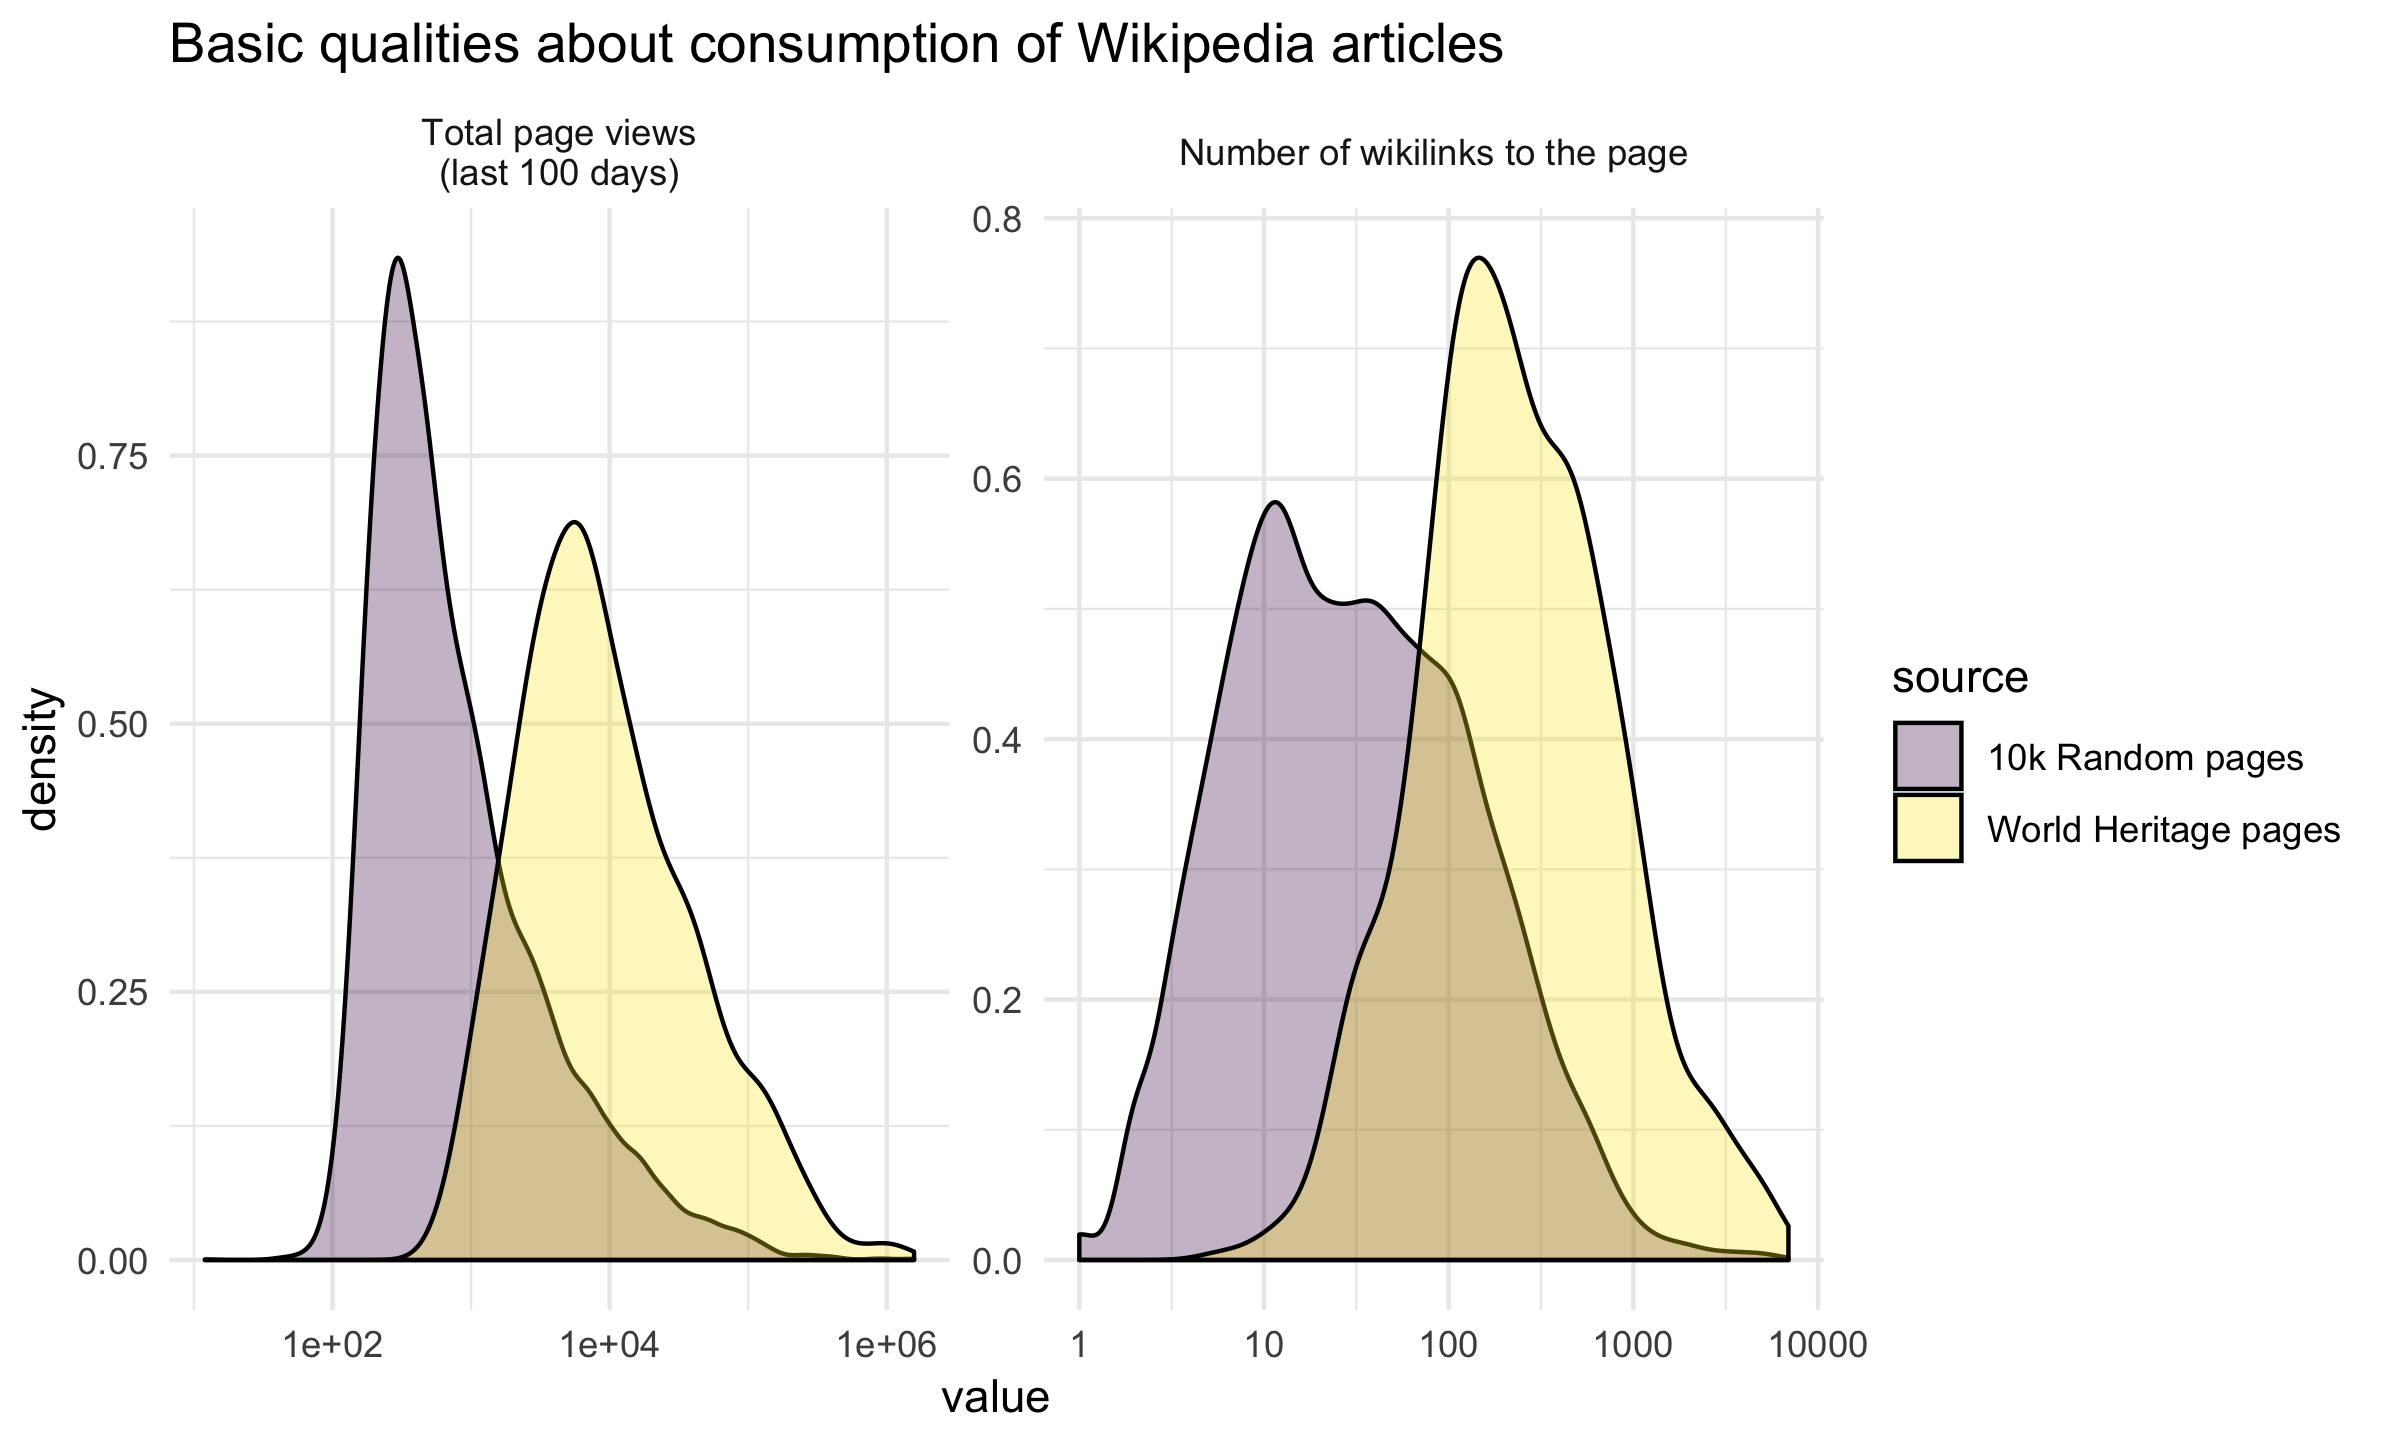 Basic qualities about consumption of Wikipedia articles
Total page views
(last 100 days)
Number of wikilinks to the page
density
0.75
0.50
0.25
0.00
0.8
0.6
0.4
0.2
0.0
1e+02 1e+04 1e+06
1 10 100 1000 10000
value
source
10k Random pages
World Heritage pages